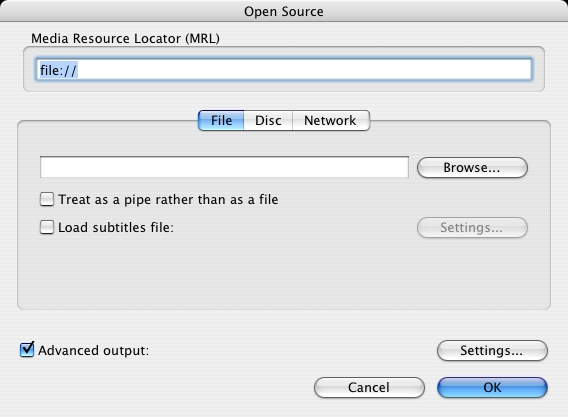 Open Source
Media Resource Locator (MRL)
file://
File Disc Network
Browse...
Treat as a pipe rather than as a file
Load subtitles file: Settings...
Advanced output: Settings...
Cancel OK